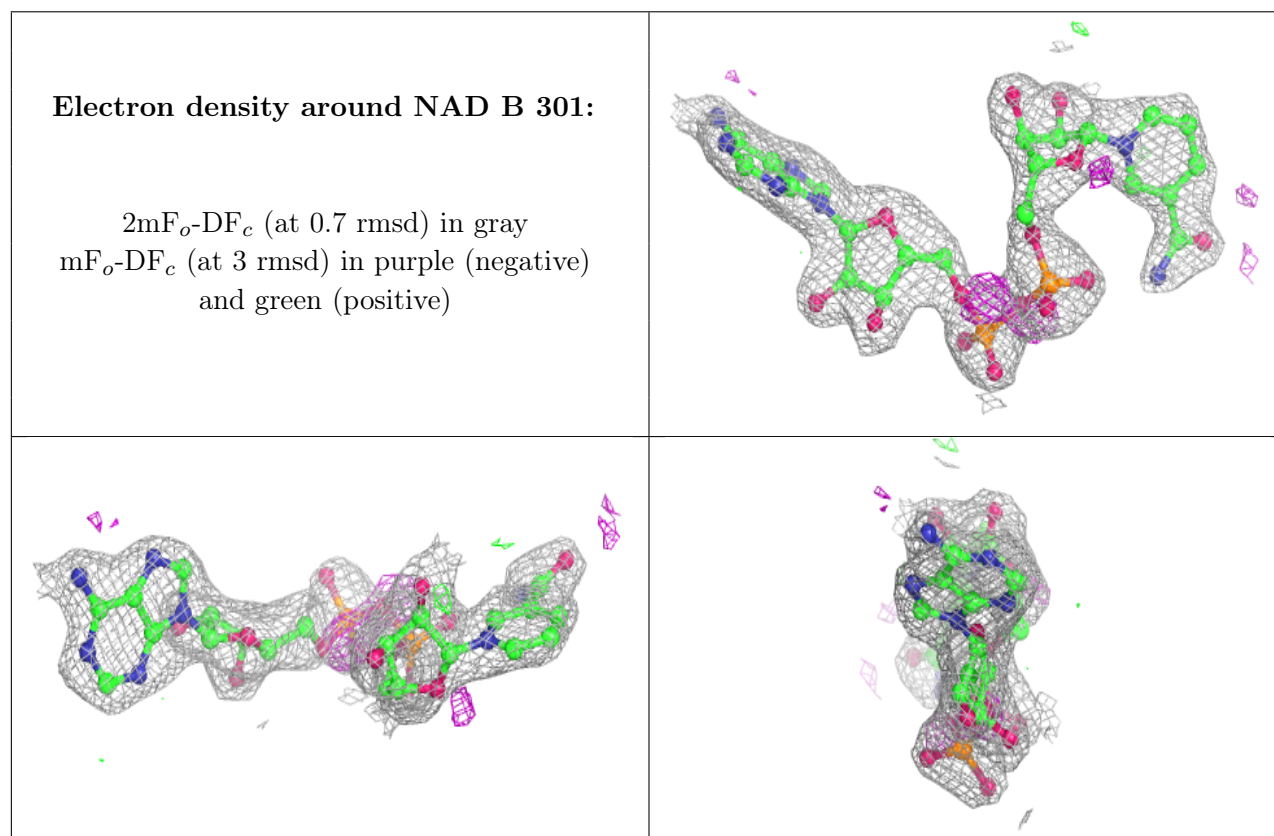 Electron density around NAD B 301:
2mFₒ-DF𝒸 (at 0.7 rmsd) in gray
mFₒ-DF𝒸 (at 3 rmsd) in purple (negative)
and green (positive)